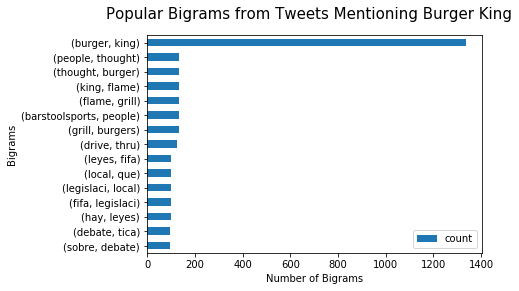 Popular Bigrams from Tweets Mentioning Burger King
(burger, king)
(people, thought)
(thought, burger)
(king, flame)
(flame, grill)
(barstoolsports, people)
(grill, burgers)
(drive, thru)
(leyes, fifa)
(local, que)
(legislaci, local)
(fifa, legislaci)
(hay, leyes)
(debate, tica)
(sobre, debate)
Bigrams
count
0 200 400 600 800 1000 1200 1400
Number of Bigrams